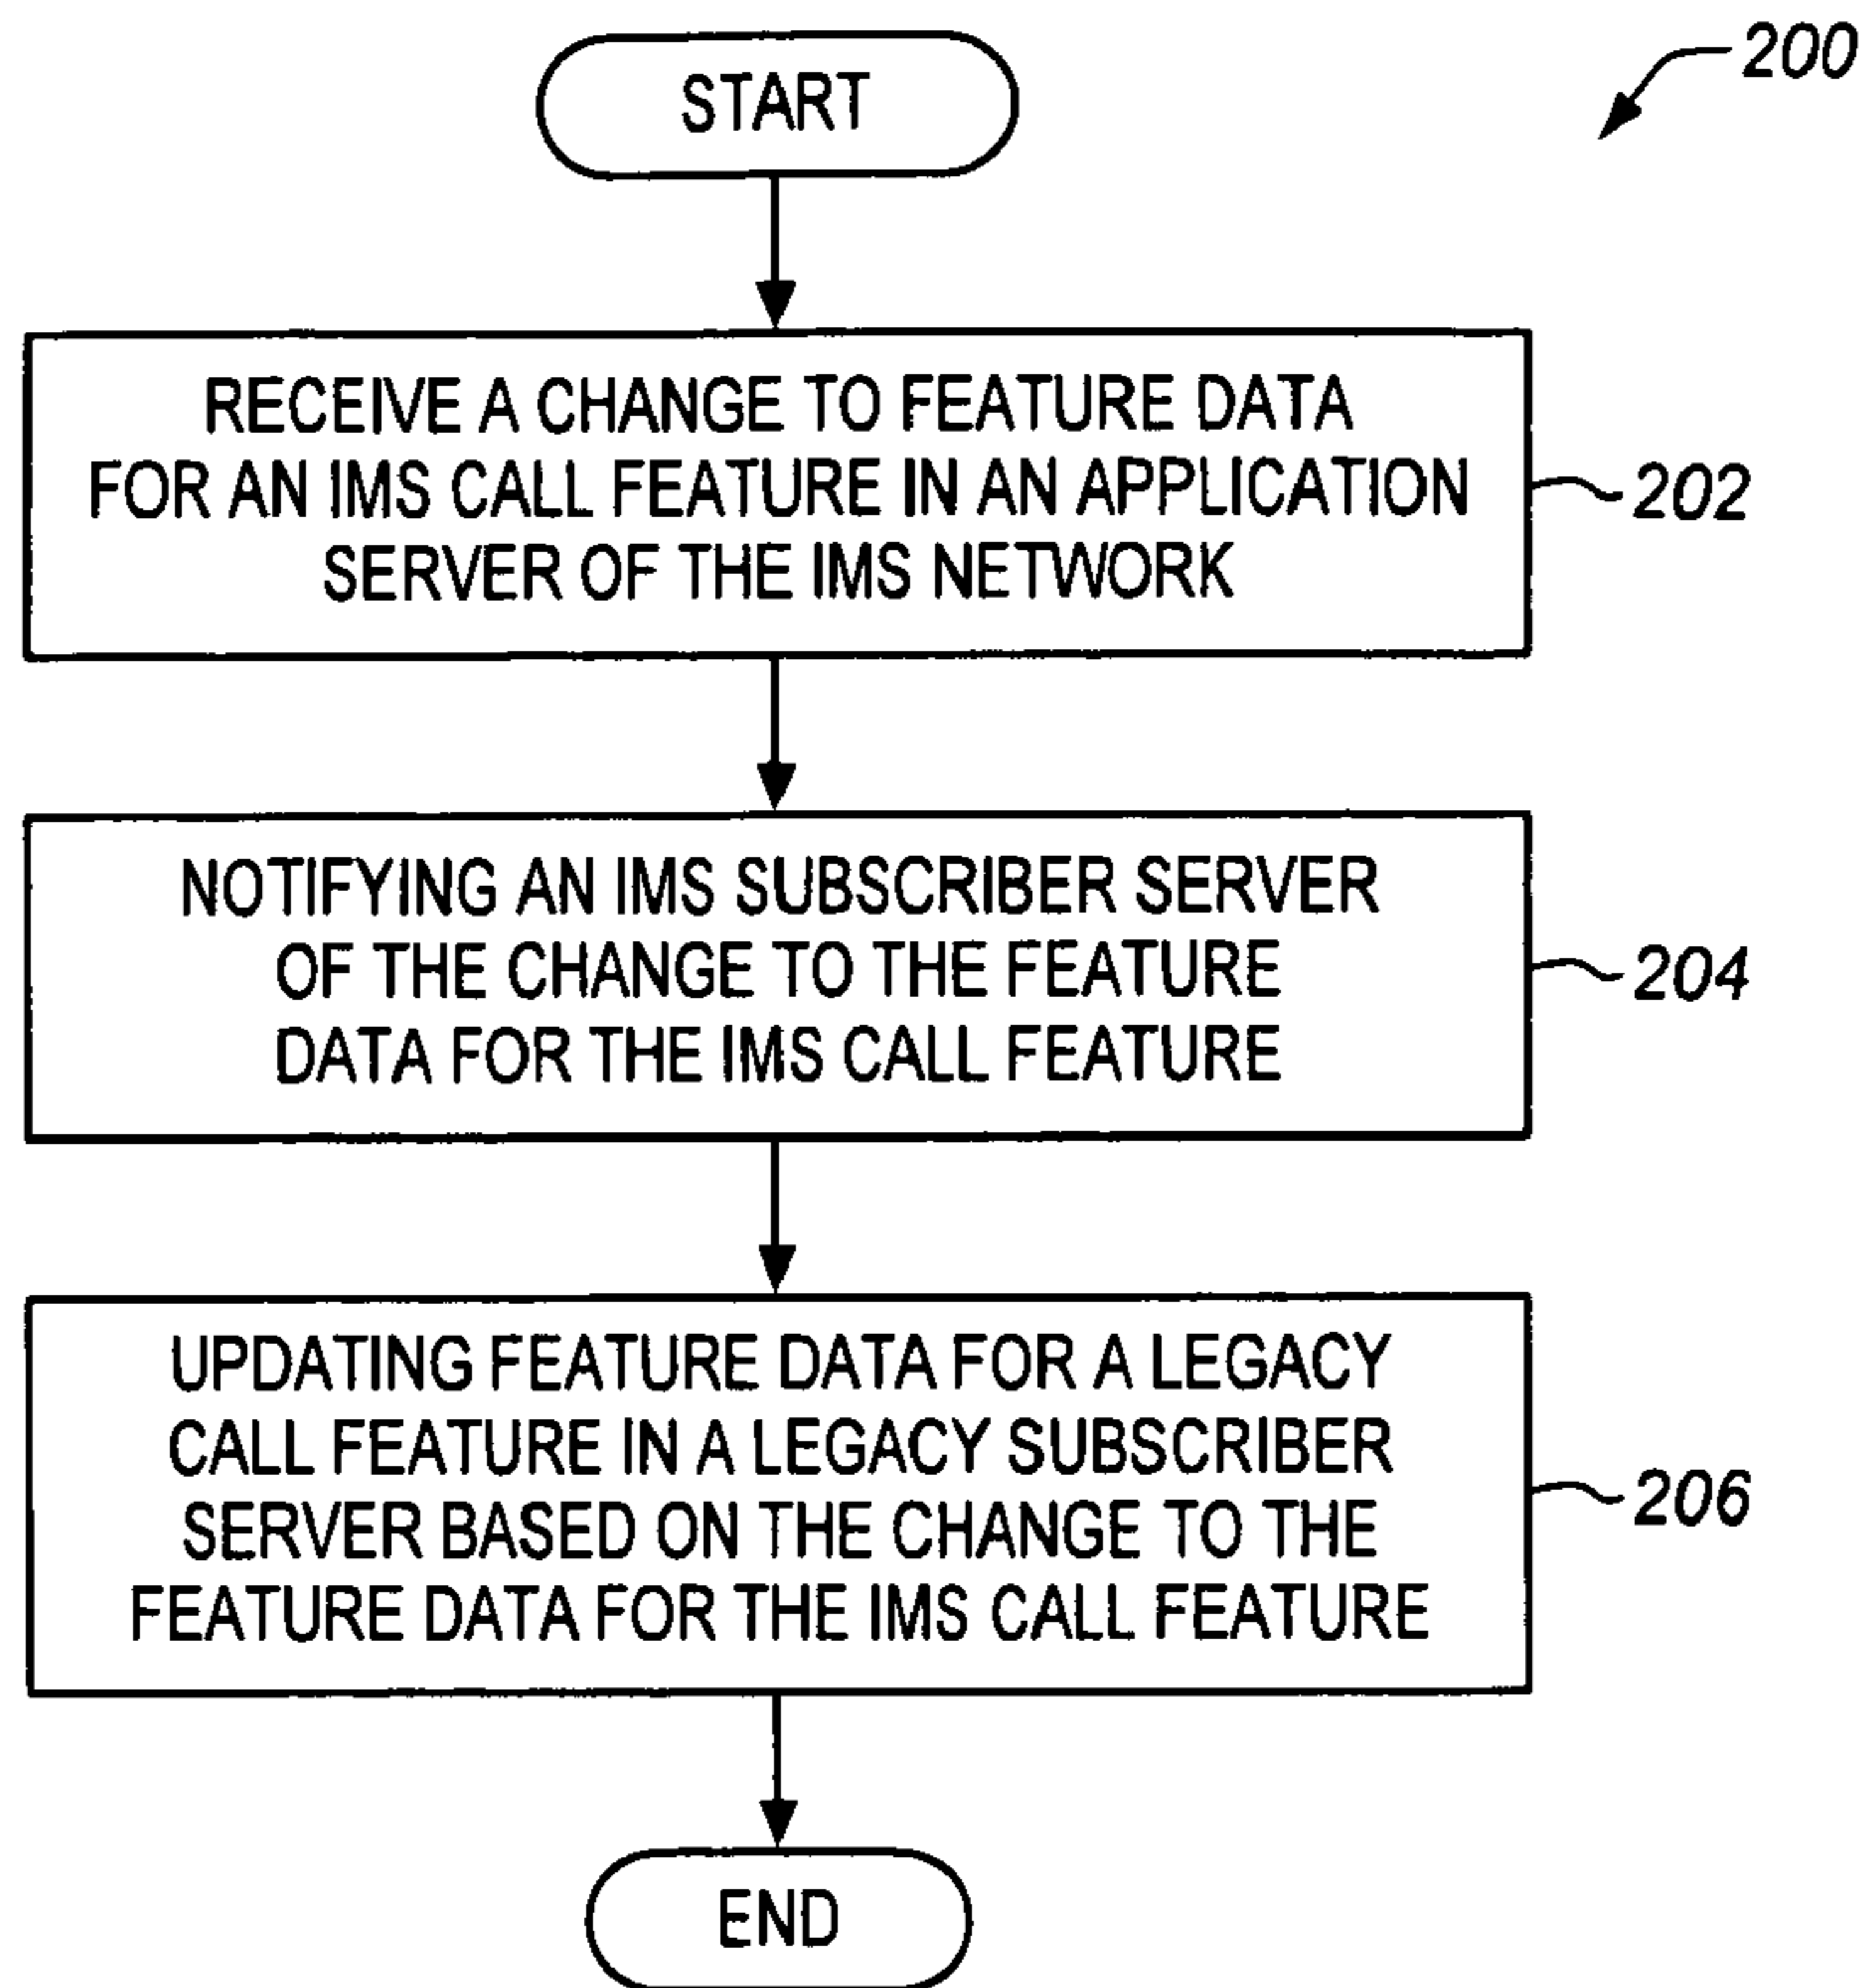 200
START
RECEIVE A CHANGE TO FEATURE DATA
FOR AN IMS CALL FEATURE IN AN APPLICATION
SERVER OF THE IMS NETWORK
202
NOTIFYING AN IMS SUBSCRIBER SERVER
OF THE CHANGE TO THE FEATURE
DATA FOR THE IMS CALL FEATURE
204
UPDATING FEATURE DATA FOR A LEGACY
CALL FEATURE IN A LEGACY SUBSCRIBER
SERVER BASED ON THE CHANGE TO THE
FEATURE DATA FOR THE IMS CALL FEATURE
206
END